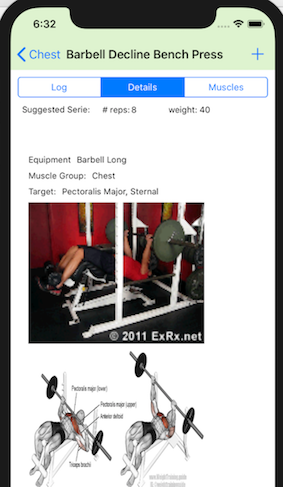 6:32
Chest Barbell Decline Bench Press +
Log Details Muscles
Suggested Serie: # reps: 8 weight: 40
Equipment Barbell Long
Muscle Group: Chest
Target: Pectoralis Major, Sternal
© 2011 ExRx.net
Pectoralis major (lower)
Pectoralis major (upper)
Anterior deltoid
Triceps brachii